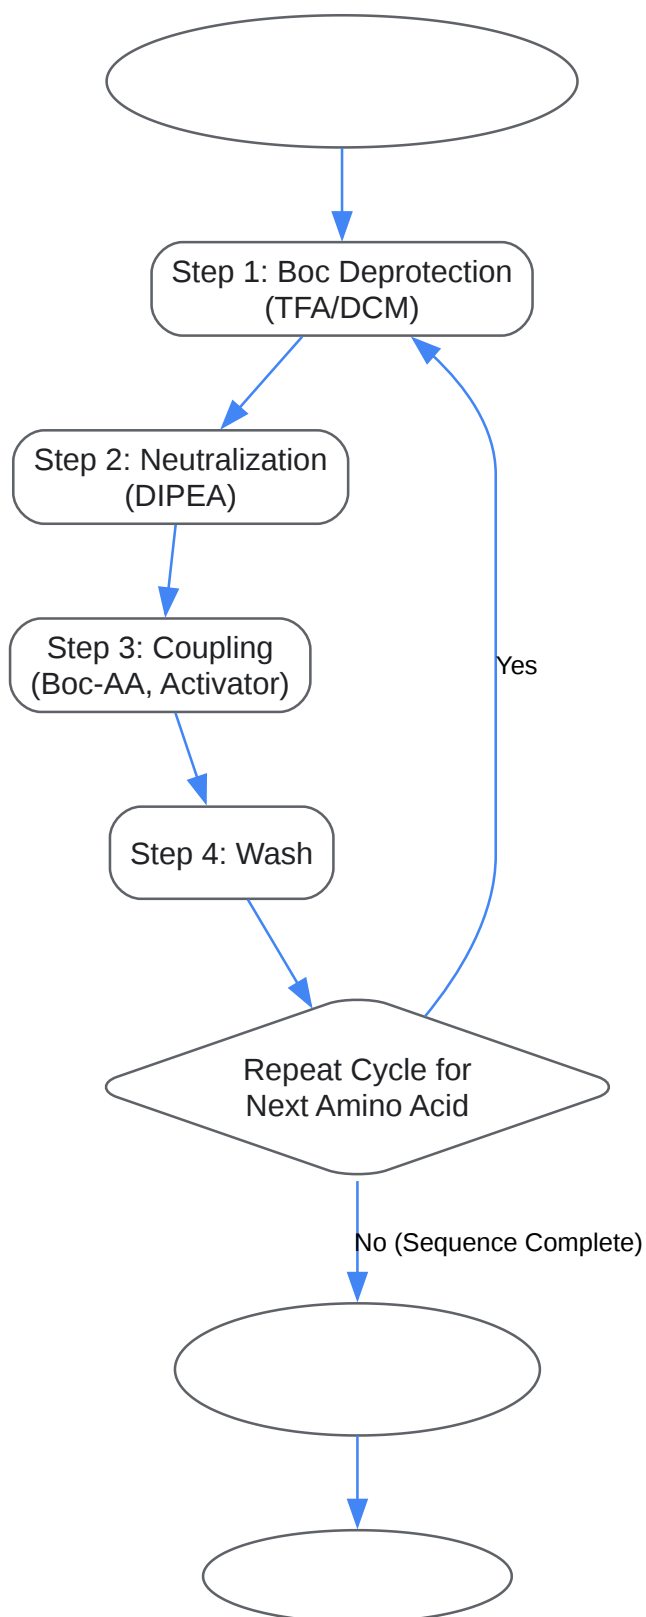 Step 1: Boc Deprotection
(TFA/DCM)
Step 2: Neutralization
(DIPEA)
Step 3: Coupling
(Boc-AA, Activator)
Yes
Step 4: Wash
Repeat Cycle for
Next Amino Acid
No (Sequence Complete)